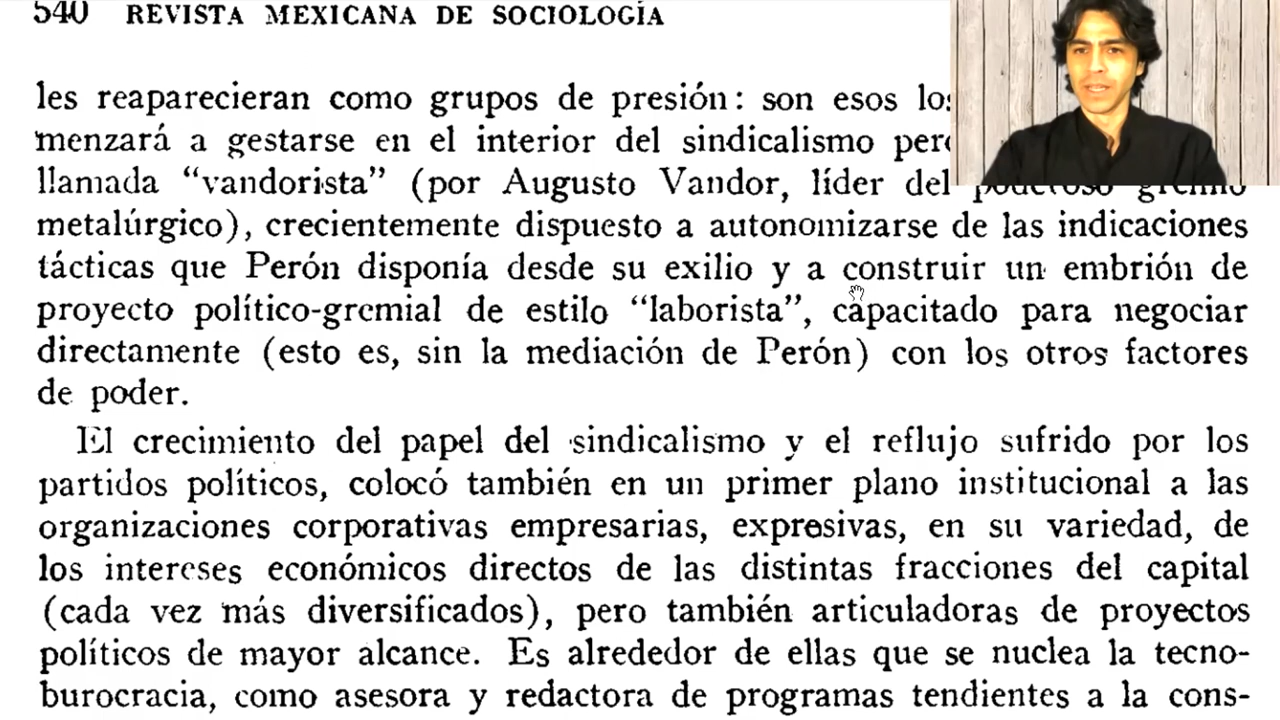 540 REVISTA MEXICANA DE SOCIOLOGÍA
les reaparecieran como grupos de presión: son esos
menzará a gestarse en el interior del sindicalismo
llamada “vandorista” (por Augusto Vandor, líder del poderoso gremio
metalúrgico), crecientemente dispuesto a autonomizarse de las indicaciones
tácticas que Perón disponía desde su exilio y a construir un embrión de
proyecto político-gremial de estilo “laborista”, capacitado para negociar
directamente (esto es, sin la mediación de Perón) con los otros factores
de poder.
El crecimiento del papel del sindicalismo y el reflujo sufrido por los
partidos políticos, colocó también en un primer plano institucional a las
organizaciones corporativas empresarias, expresivas, en su variedad, de
los intereses económicos directos de las distintas fracciones del capital
(cada vez más diversificados), pero también articuladoras de proyectos
políticos de mayor alcance. Es alrededor de ellas que se nuclea la tecno-
burocracia, como asesora y redactora de programas tendientes a la cons-